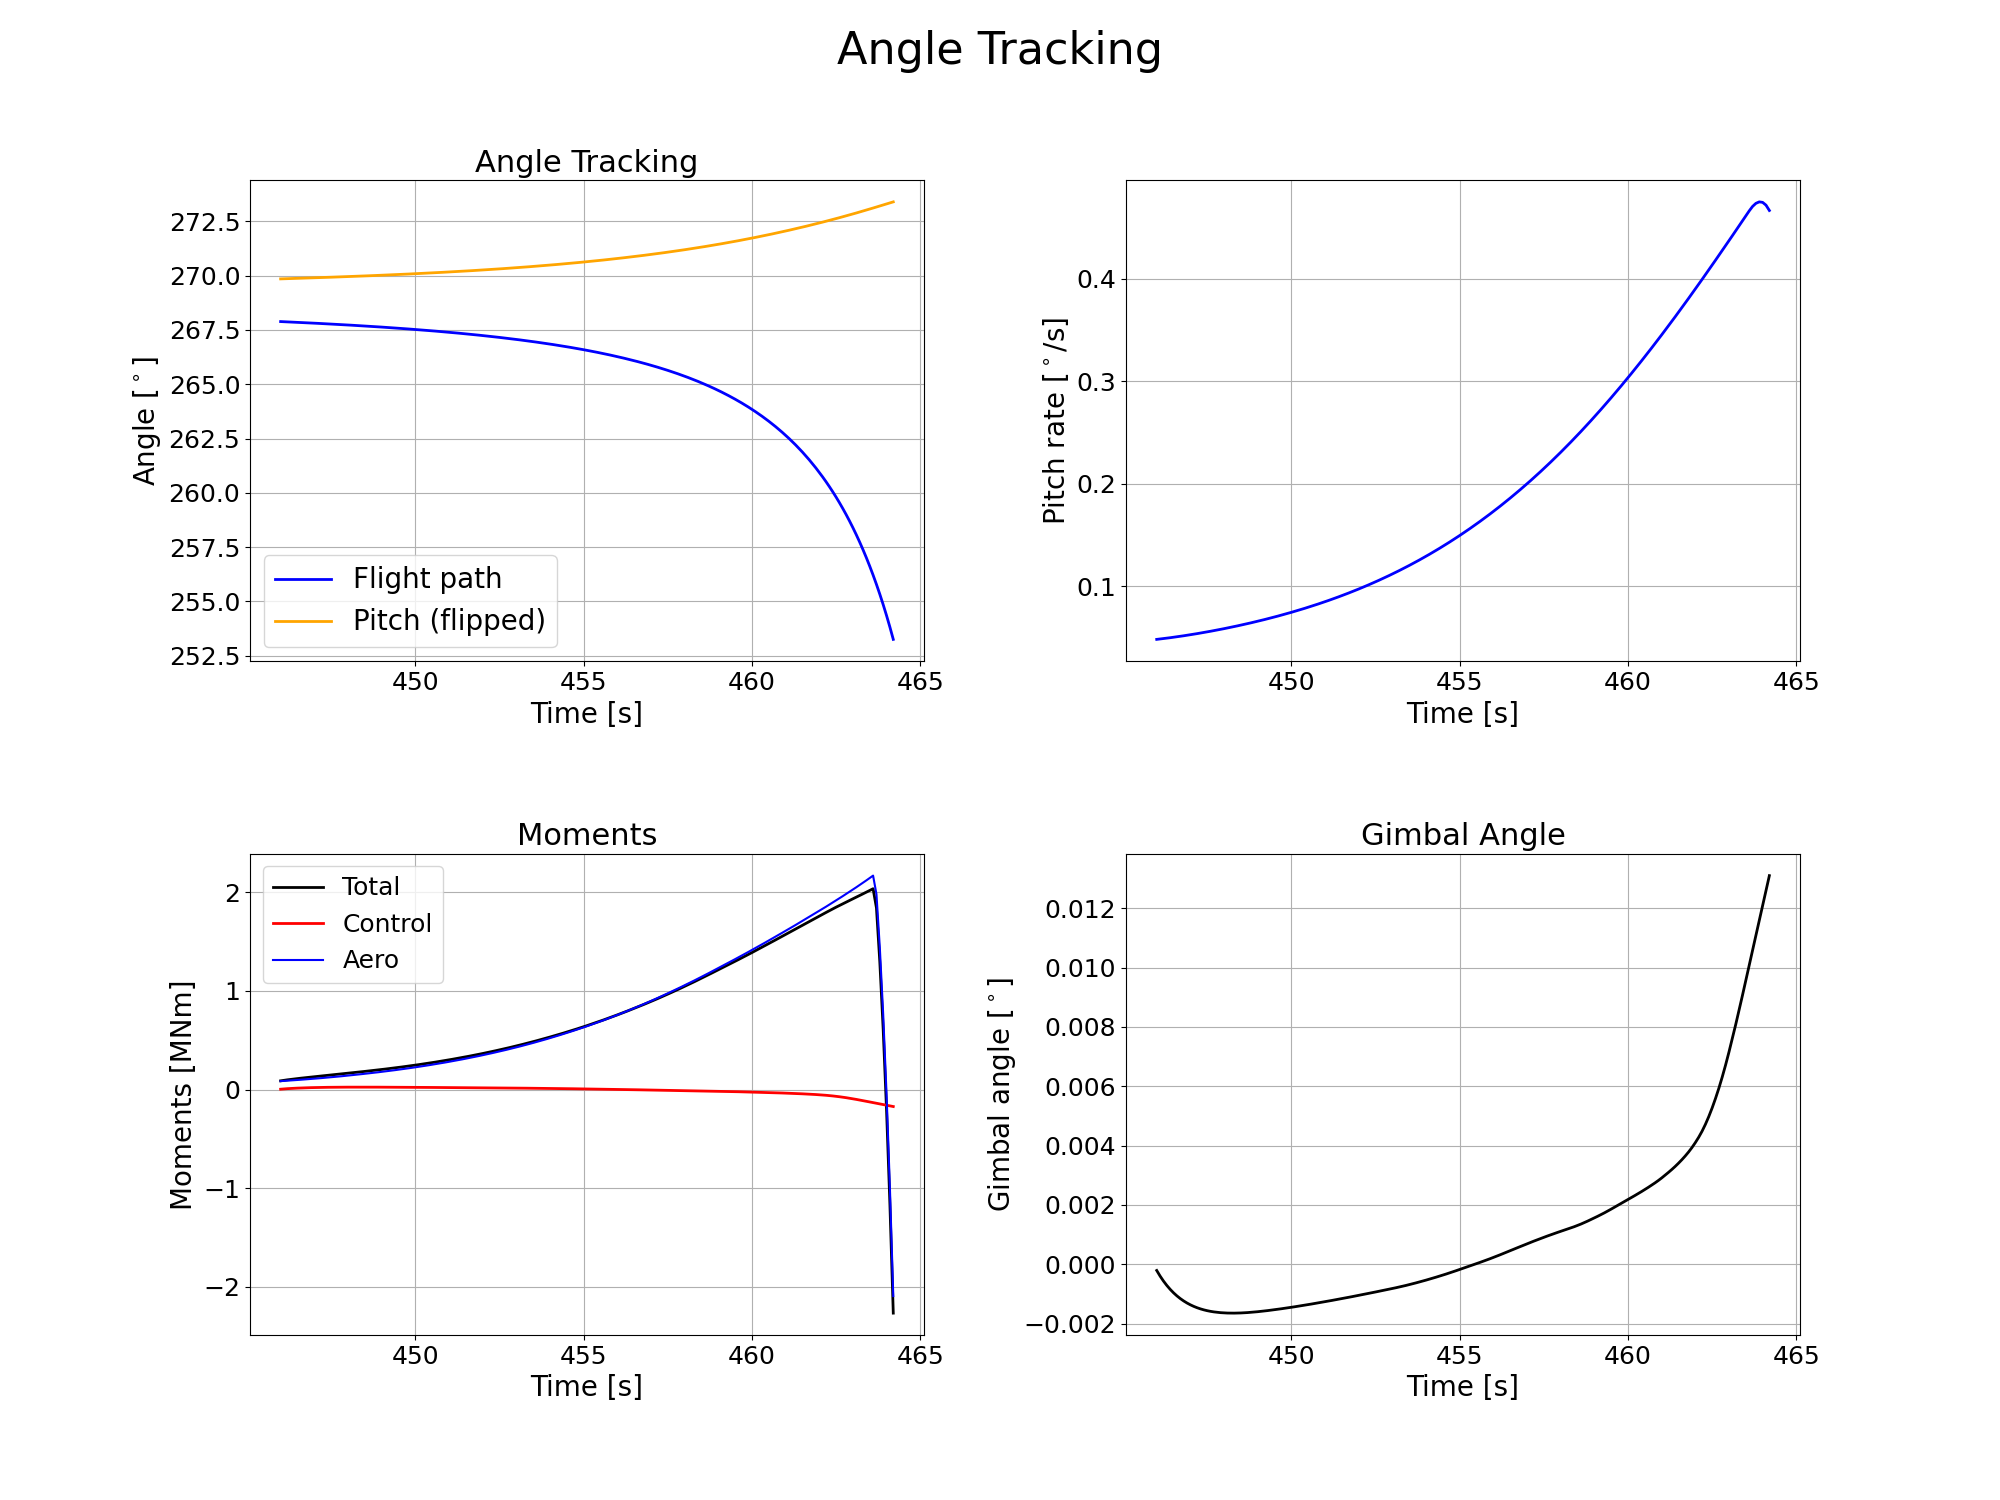 Angle Tracking
Angle Tracking
272.5
270.0
267.5
265.0
262.5
260.0
257.5
255.0
252.5
Angle [°]
Flight path
Pitch (flipped)
450 455 460 465
Time [s]
0.4
0.3
0.2
0.1
Pitch rate [°/s]
450 455 460 465
Time [s]
Moments
2
1
0
−1
−2
Moments [MNm]
Total
Control
Aero
450 455 460 465
Time [s]
Gimbal Angle
0.012
0.010
0.008
0.006
0.004
0.002
0.000
−0.002
Gimbal angle [°]
450 455 460 465
Time [s]